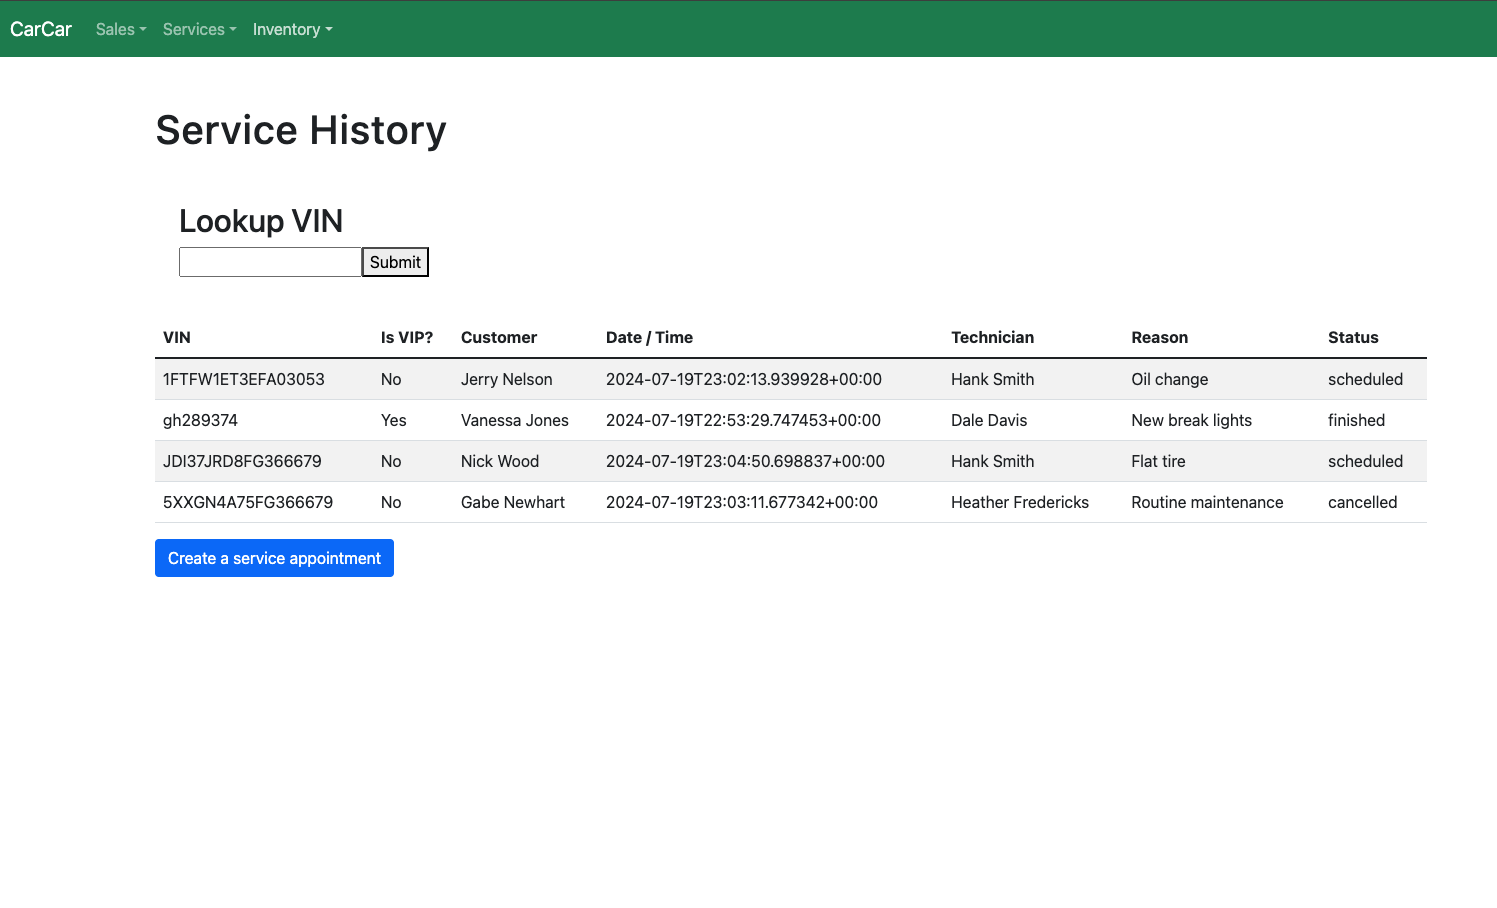 CarCar Sales Services Inventory
Service History
Lookup VIN
Submit
VIN Is VIP? Customer Date / Time Technician Reason Status
1FTFW1ET3EFA03053 No Jerry Nelson 2024-07-19T23:02:13.939928+00:00 Hank Smith Oil change scheduled
gh289374 Yes Vanessa Jones 2024-07-19T22:53:29.747453+00:00 Dale Davis New break lights finished
JDI37JRD8FG366679 No Nick Wood 2024-07-19T23:04:50.698837+00:00 Hank Smith Flat tire scheduled
5XXGN4A75FG366679 No Gabe Newhart 2024-07-19T23:03:11.677342+00:00 Heather Fredericks Routine maintenance cancelled
Create a service appointment